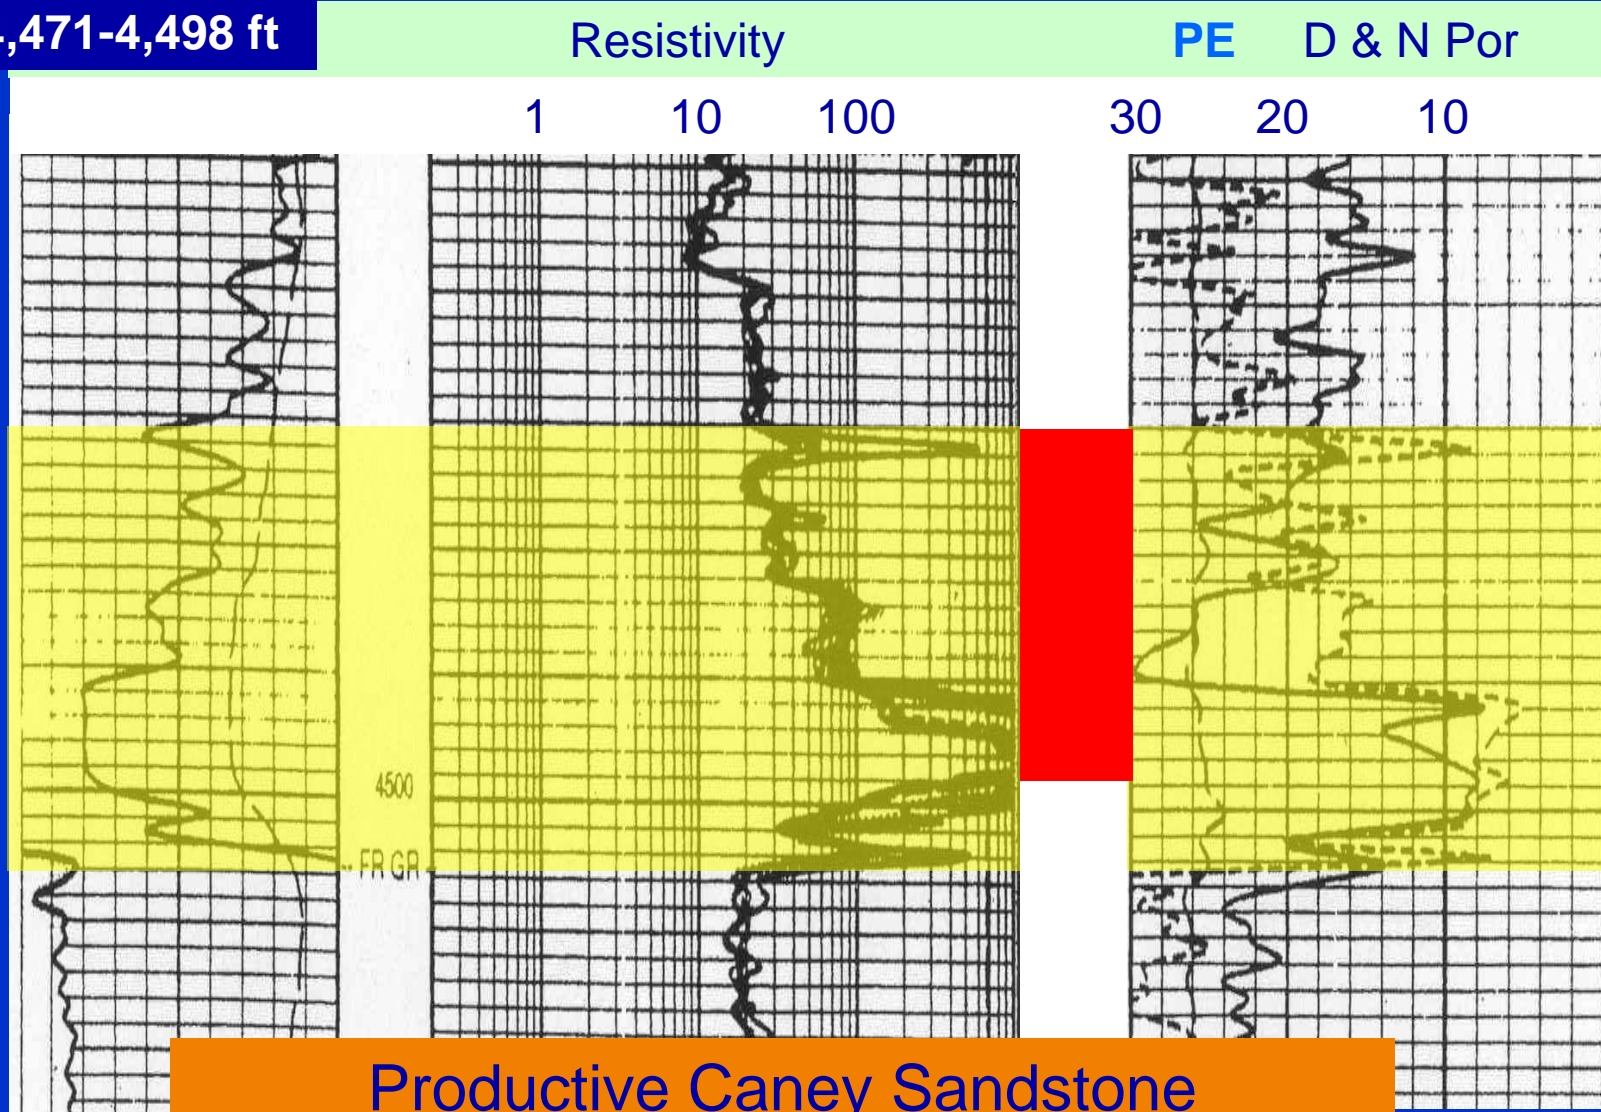 ,471-4,498 ft
Resistivity
PE D & N Por
1 10 100
30 20 10
4500
FR GR
Productive Caney Sandstone